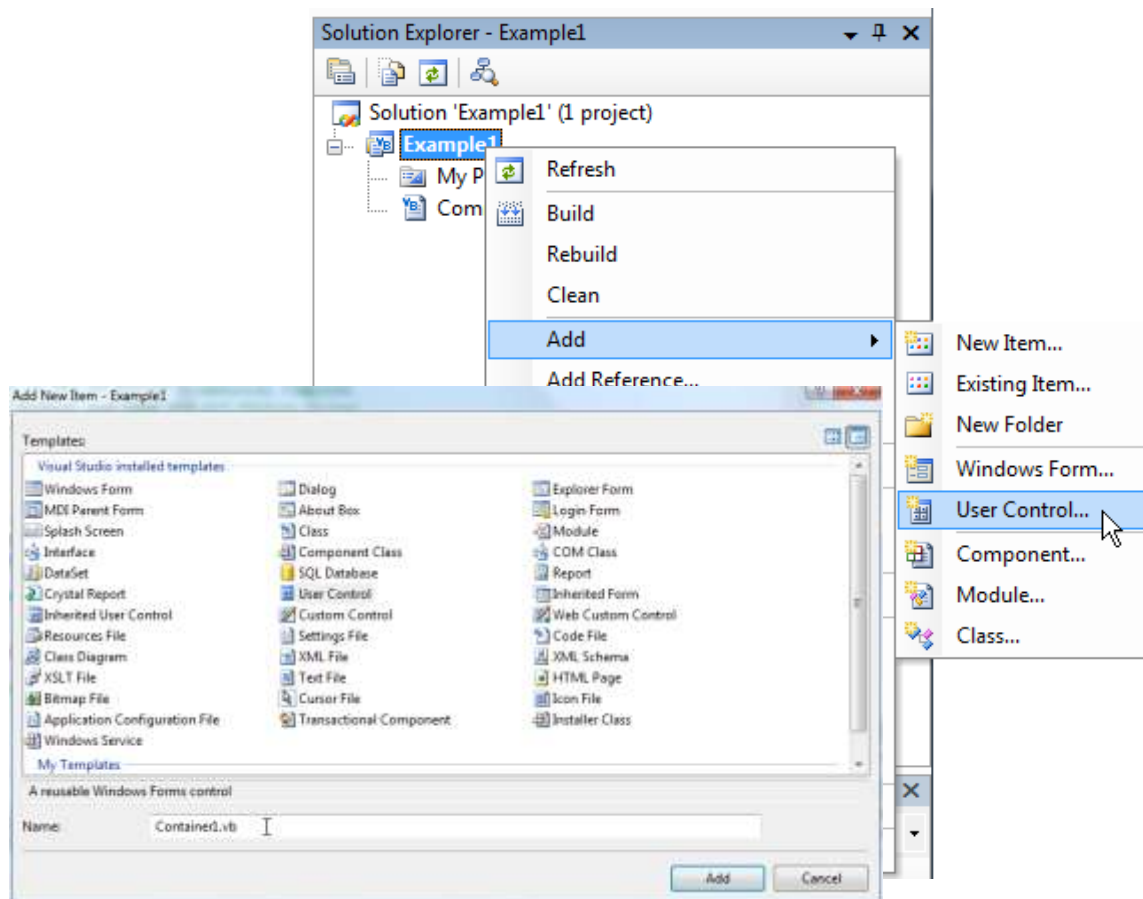 Solution Explorer - Example1
Solution 'Example1' (1 project)
Example1
My P
Com
Refresh
Build
Rebuild
Clean
Add
Add Reference...
New Item...
Existing Item...
New Folder
Windows Form...
User Control...
Component...
Module...
Class...
Add New Item - Example1
Templates:
Visual Studio installed templates
Windows Form Dialog Explorer Form
MDI Parent Form About Box Login Form
Splash Screen Class Module
Interface Component Class COM Class
DataSet SQL Database Report
Crystal Report User Control Inherited Form
Inherited User Control Custom Control Web Custom Control
Resources File Settings File Code File
Class Diagram XML File XML Schema
XSLT File Text File HTML Page
Bitmap File Cursor File Icon File
Application Configuration File Transactional Component Installer Class
Windows Service
My Templates
A reusable Windows Forms control
Name: Container1.vb
Add Cancel